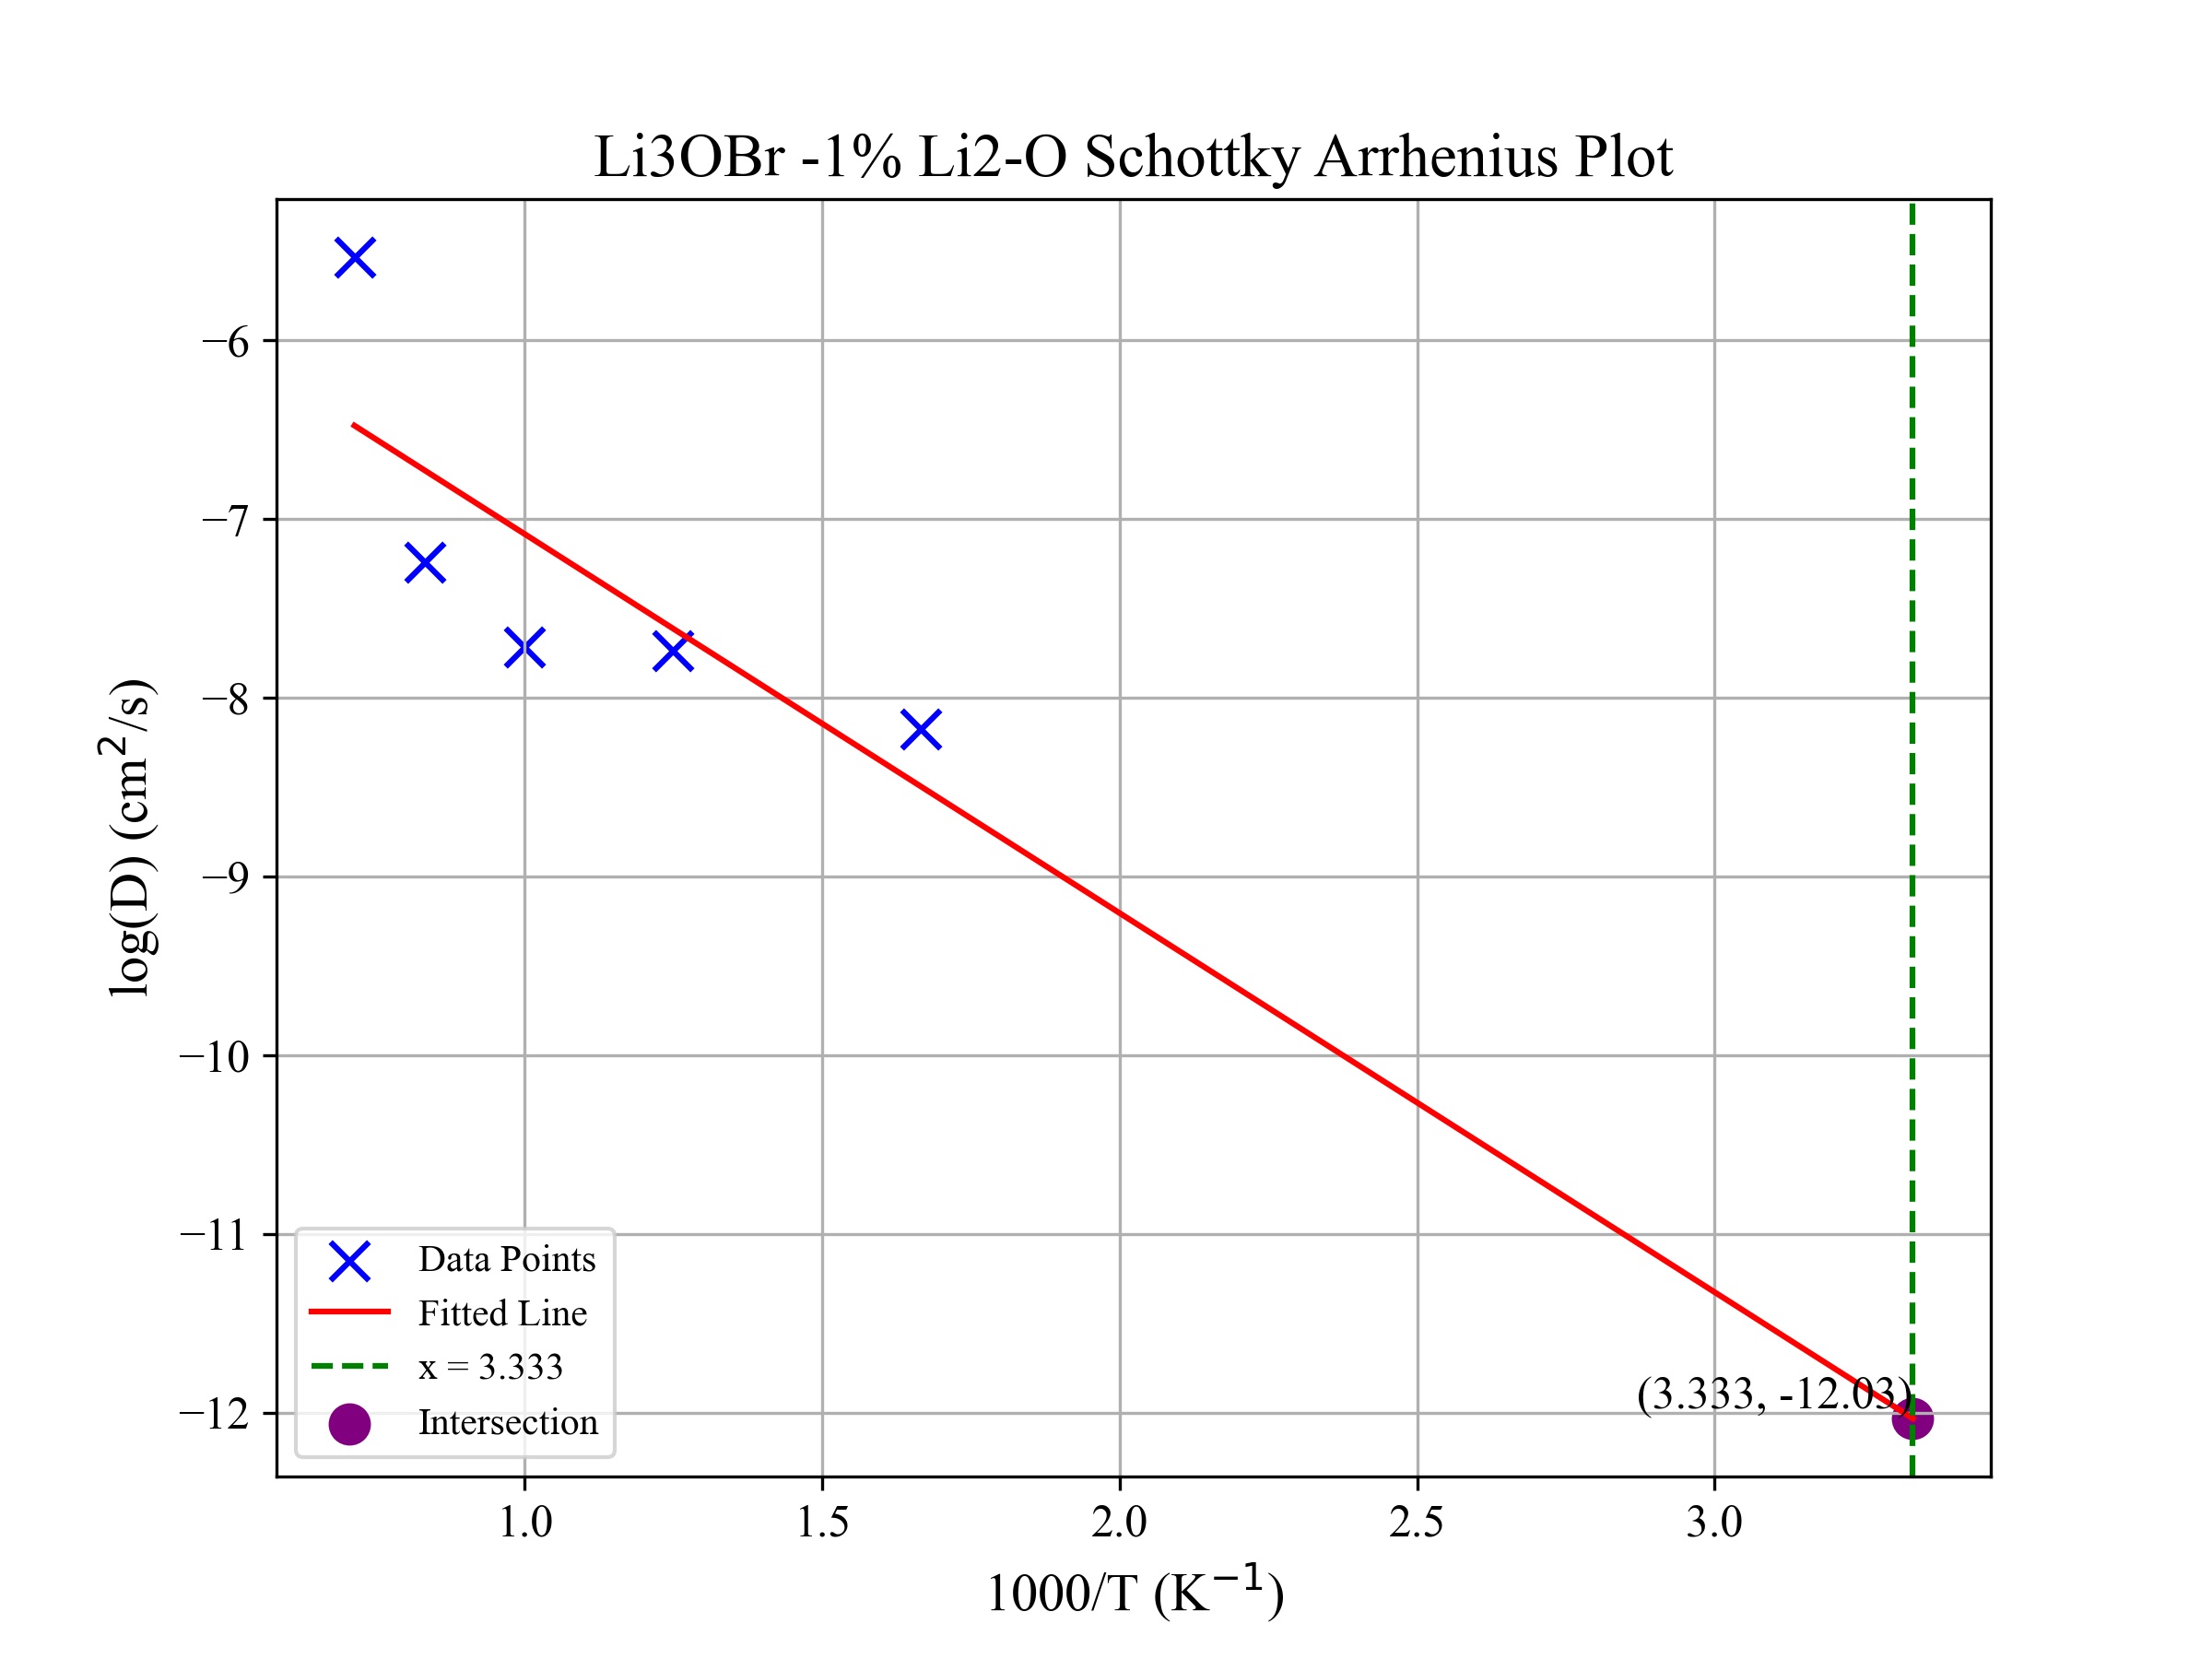 Li3OBr -1% Li2-O Schottky Arrhenius Plot
log(D) (cm²/s)
−6
−7
−8
−9
−10
−11
−12
Data Points
Fitted Line
x = 3.333
Intersection
(3.333, -12.03)
1.0 1.5 2.0 2.5 3.0
1000/T (K⁻¹)